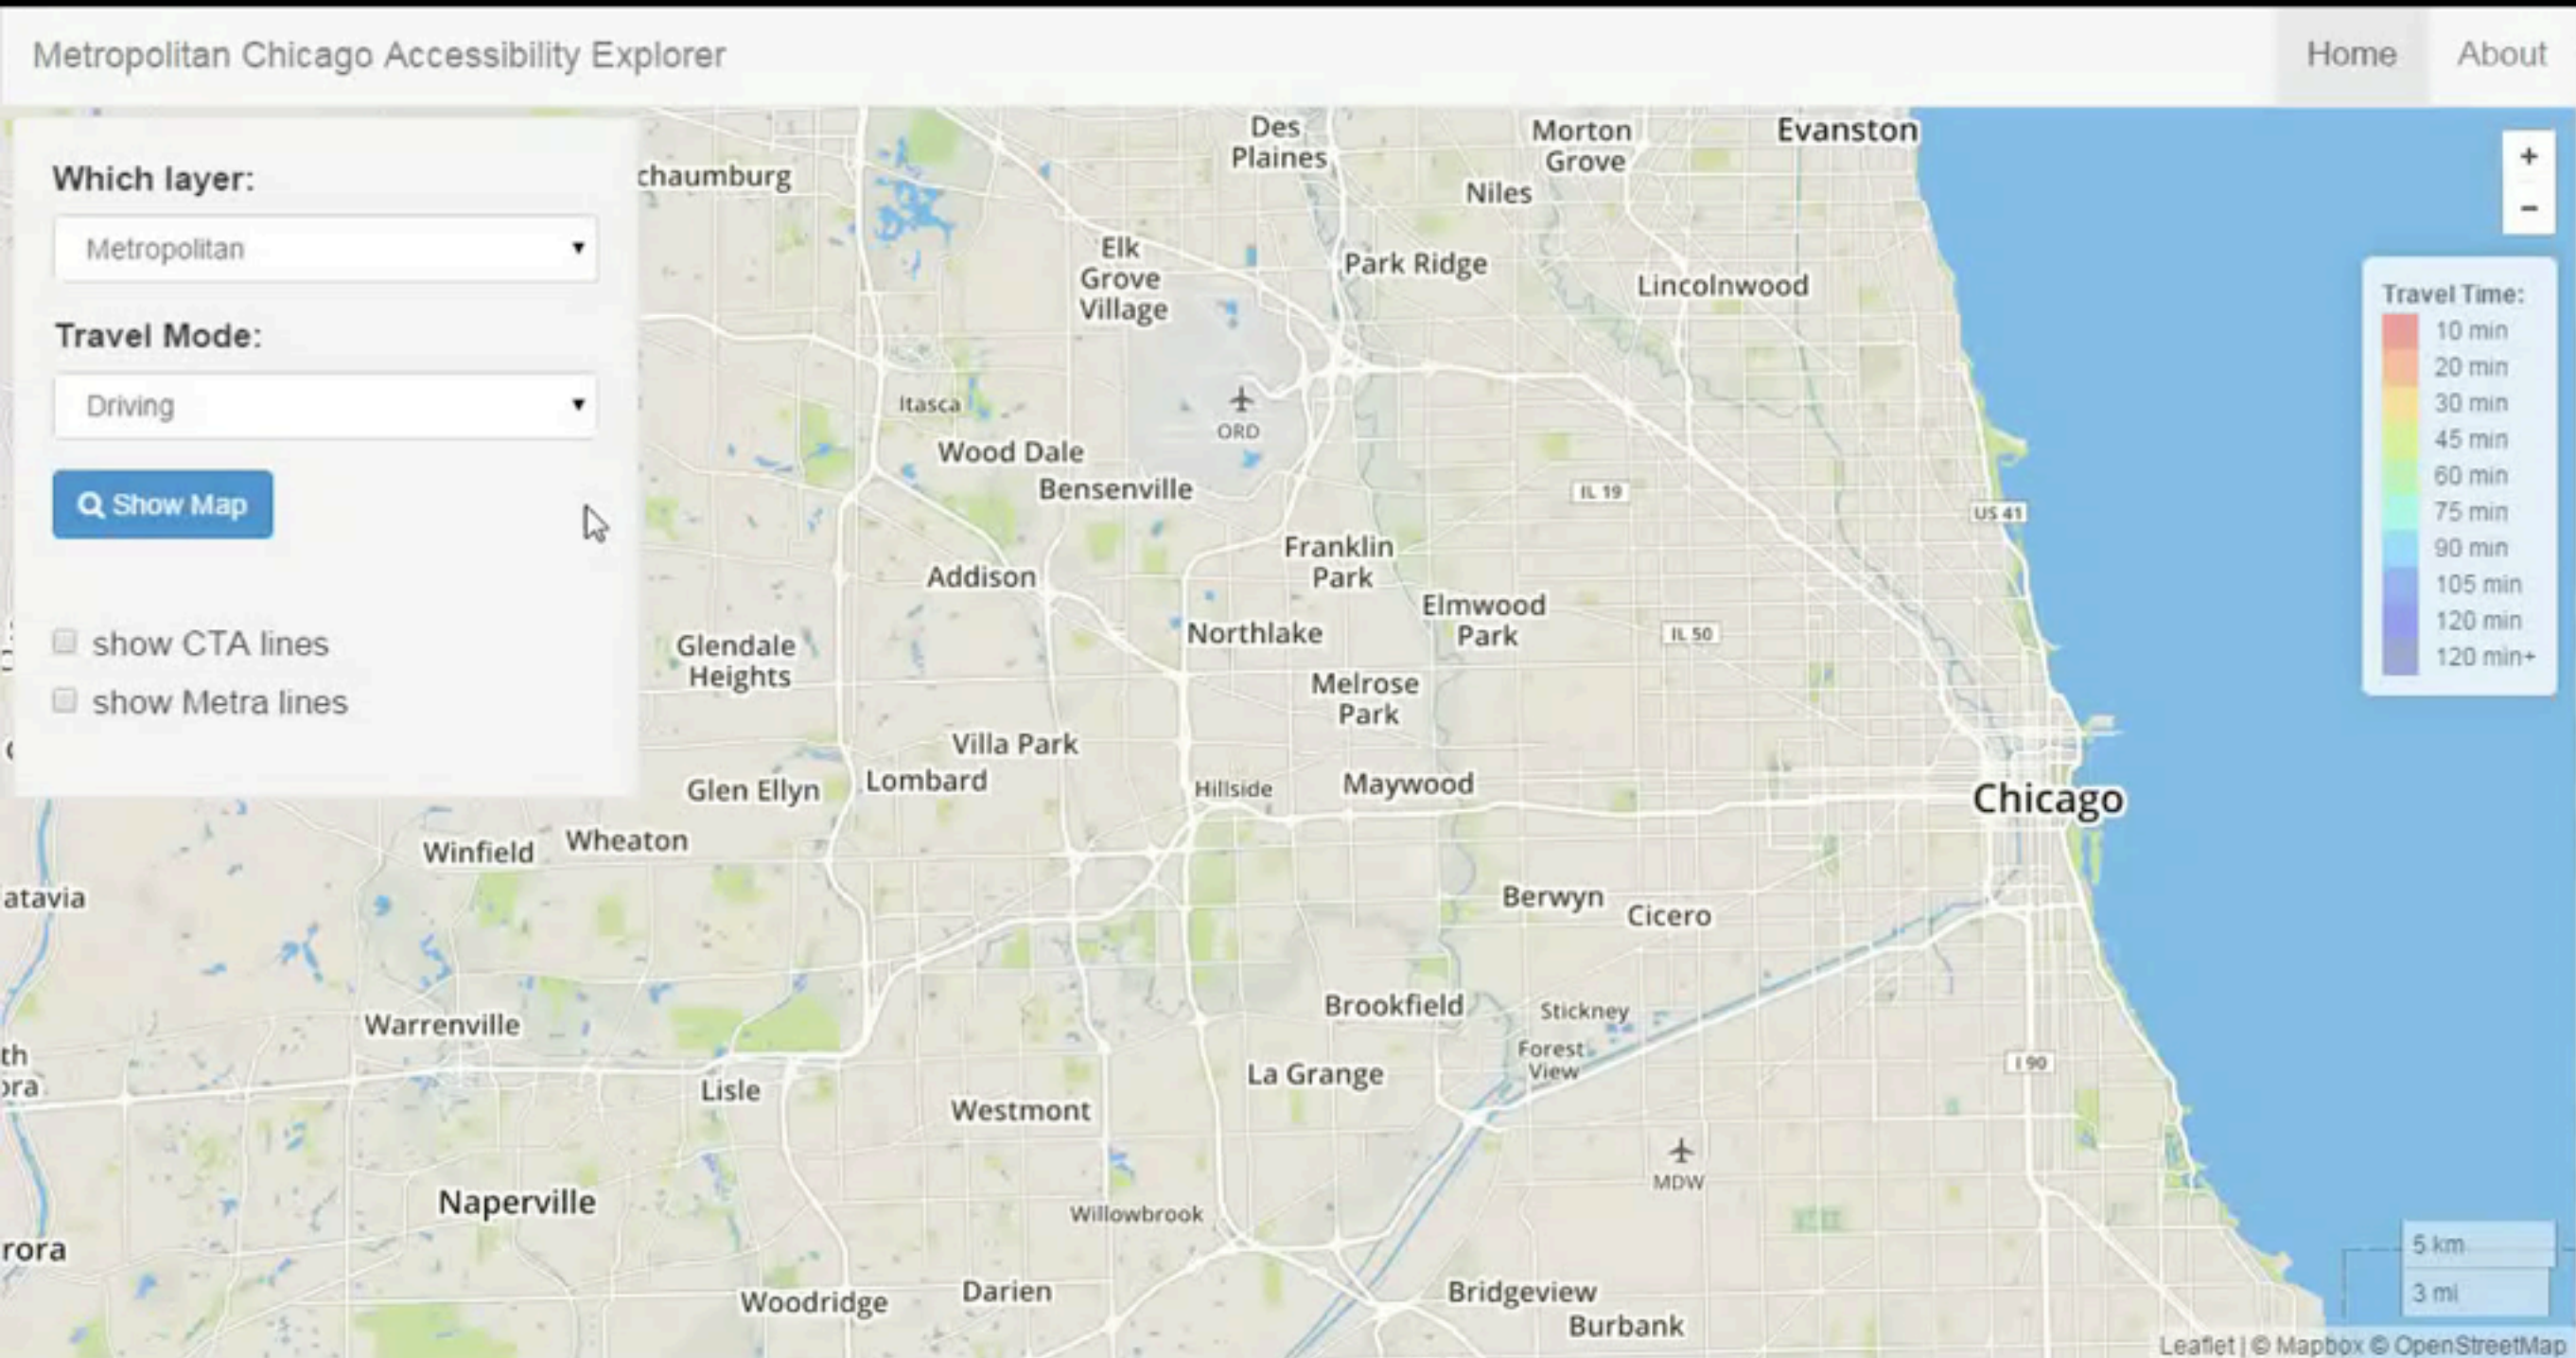 Metropolitan Chicago Accessibility Explorer
Home
About
Which layer:
Metropolitan
Travel Mode:
Driving
Show Map
show CTA lines
show Metra lines
+
−
Travel Time:
10 min
20 min
30 min
45 min
60 min
75 min
90 min
105 min
120 min
120 min+
chaumburg
Des
Plaines
Morton
Grove
Evanston
Niles
Elk
Grove
Village
Park Ridge
Lincolnwood
Itasca
ORD
Wood Dale
Bensenville
IL 19
US 41
Franklin
Park
Addison
Elmwood
Park
Northlake
IL 50
Glendale
Heights
Melrose
Park
Villa Park
Glen Ellyn
Lombard
Hillside
Maywood
Chicago
Winfield
Wheaton
atavia
Berwyn
Cicero
Brookfield
Stickney
Warrenville
Forest
View
th
ora
La Grange
I 90
Lisle
Westmont
MDW
Naperville
Willowbrook
rora
Woodridge
Darien
Bridgeview
Burbank
5 km
3 mi
Leaflet | © Mapbox © OpenStreetMap